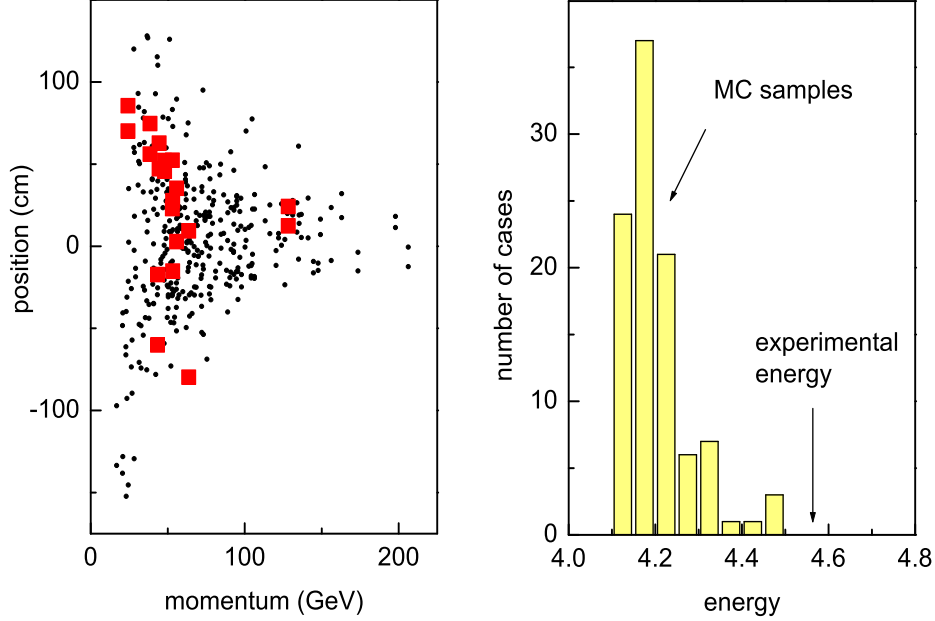 100
0
-100
position (cm)
0
100
200
momentum (GeV)
30
20
10
0
number of cases
MC samples
experimental
energy
4.0
4.2
4.4
4.6
4.8
energy